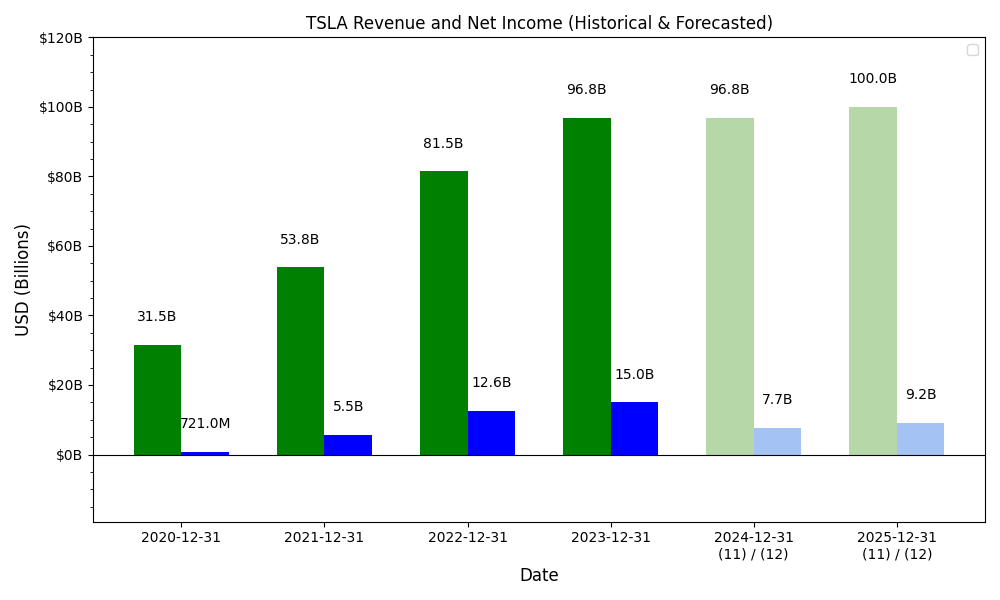 TSLA Revenue and Net Income (Historical & Forecasted)
$120B
$100B
$80B
$60B
$40B
$20B
$0B
USD (Billions)
31.5B
721.0M
53.8B
5.5B
81.5B
12.6B
96.8B
15.0B
96.8B
7.7B
100.0B
9.2B
2020-12-31
2021-12-31
2022-12-31
2023-12-31
2024-12-31
(11) / (12)
2025-12-31
(11) / (12)
Date